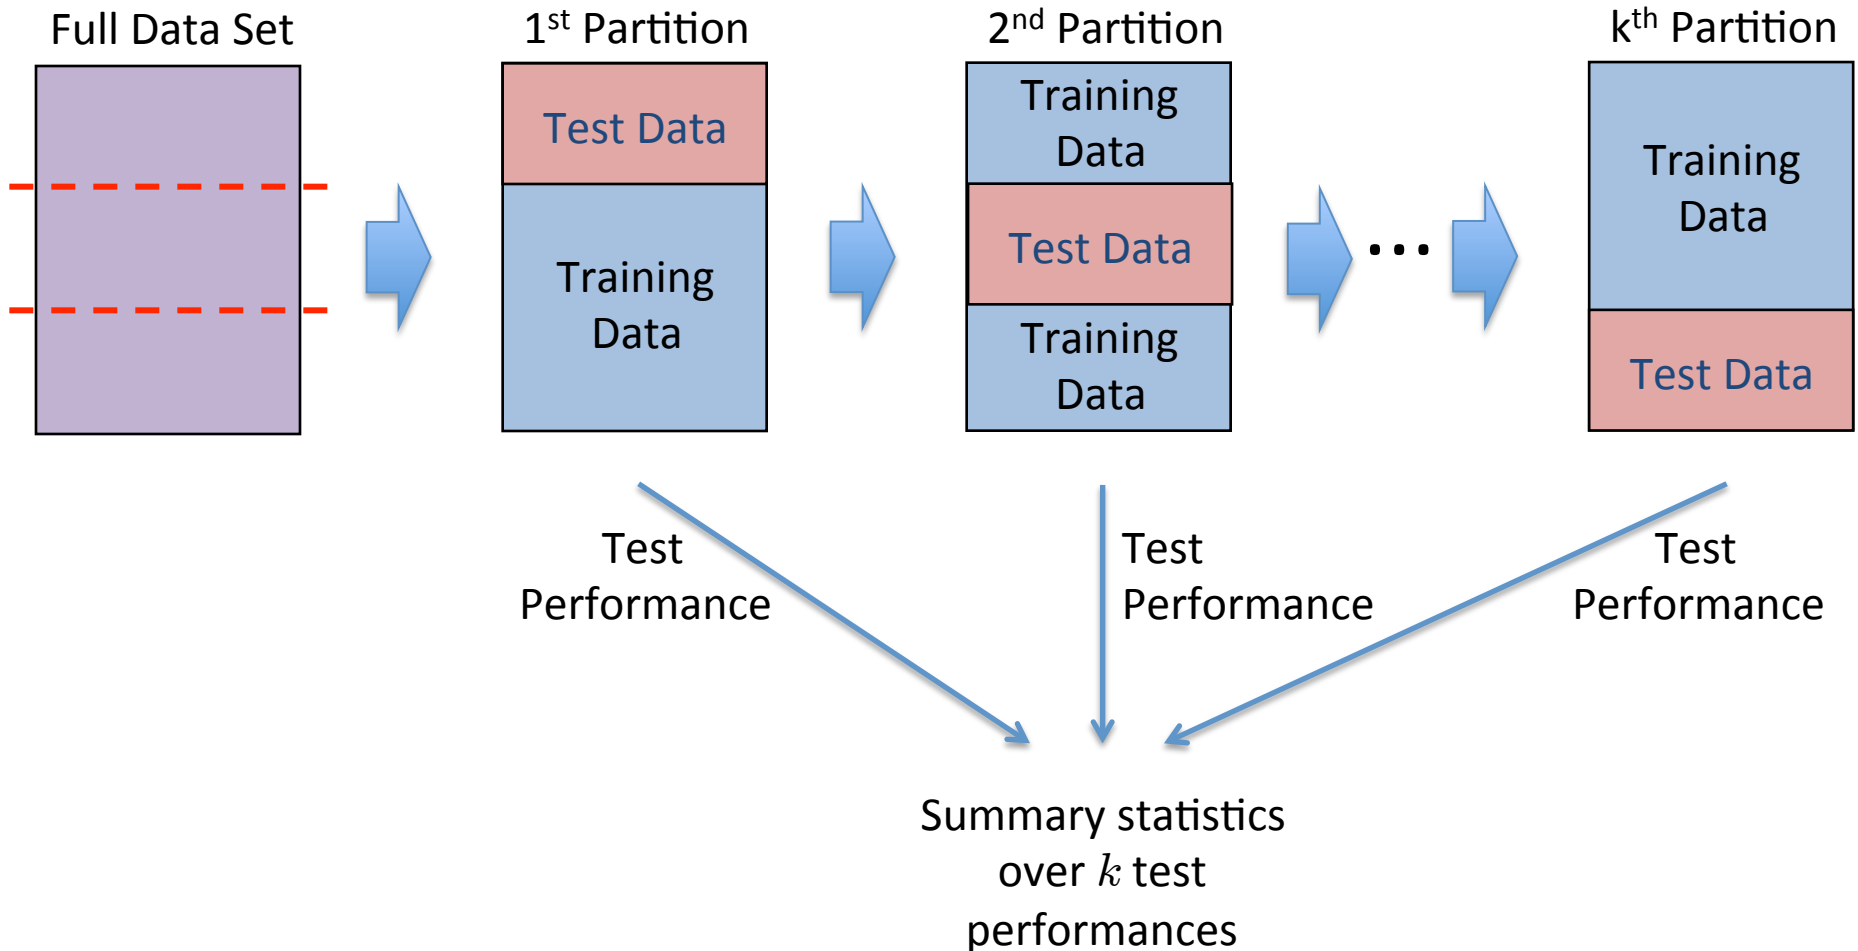 Full Data Set
1st Partition
2nd Partition
kth Partition
Test Data
Training
Data
Training
Data
Test Data
Training
Data
Training
Data
Test Data
...
Test
Performance
Test
Performance
Test
Performance
Summary statistics
over k test
performances